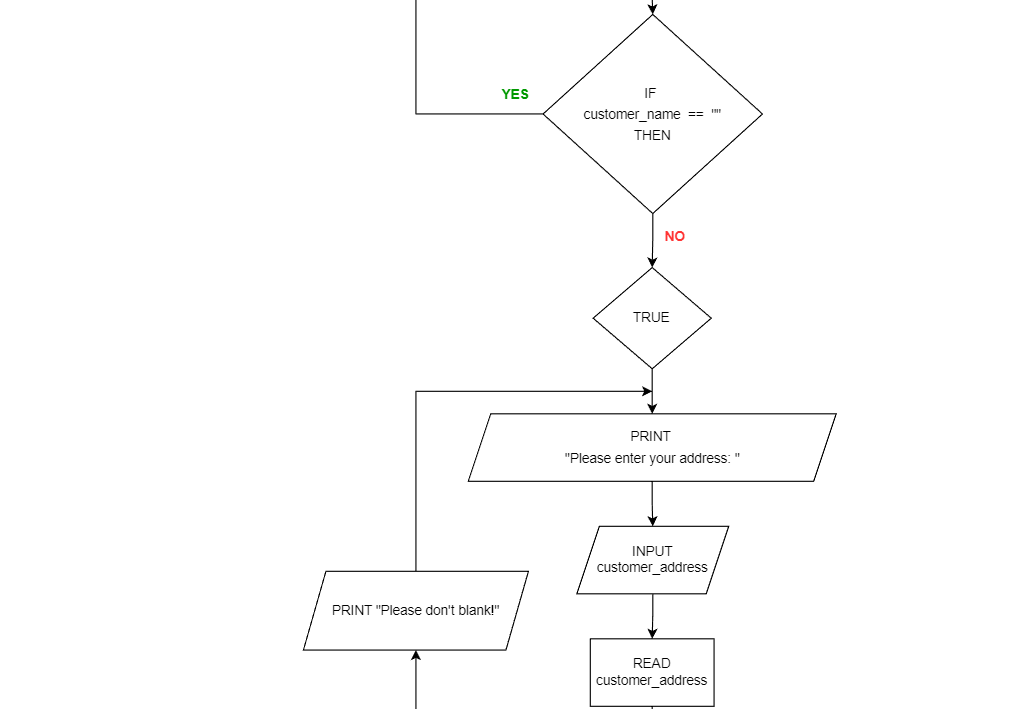 YES
IF
customer_name == ""
THEN
NO
TRUE
PRINT
"Please enter your address: "
INPUT
customer_address
PRINT "Please don't blank!"
READ
customer_address